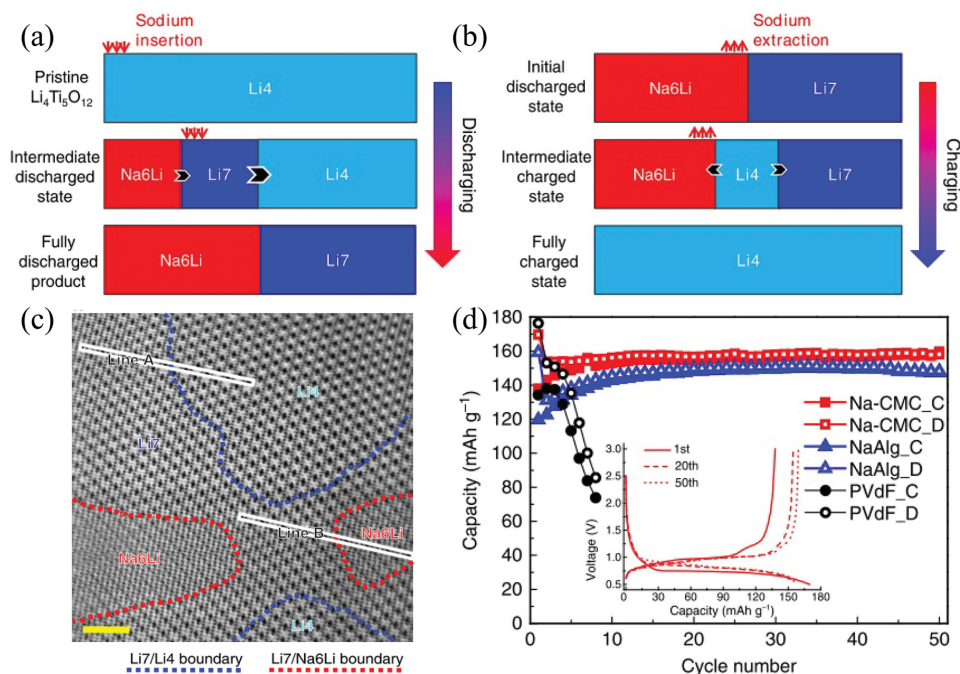 (a)
Sodium
insertion
Pristine
Li₄Ti₅O₁₂
Li4
Intermediate
discharged
state
Na6Li
Li7
Li4
Fully
discharged
product
Na6Li
Li7
Discharging
(b)
Sodium
extraction
Initial
discharged
state
Na6Li
Li7
Intermediate
charged
state
Na6Li
Li4
Li7
Fully
charged
state
Li4
Charging
(c)
Line A
Li4
Li7
Line B
Na6Li
Na6Li
Li4
Li7/Li4 boundary
Li7/Na6Li boundary
(d)
Capacity (mAh g⁻¹)
180
160
140
120
100
80
60
40
20
0
0
10
20
30
40
50
Cycle number
Na-CMC_C
Na-CMC_D
NaAlg_C
NaAlg_D
PVdF_C
PVdF_D
1st
20th
50th
Voltage (V)
3.0
2.5
2.0
1.5
1.0
0.5
0
30
60
90
120
150
180
Capacity (mAh g⁻¹)